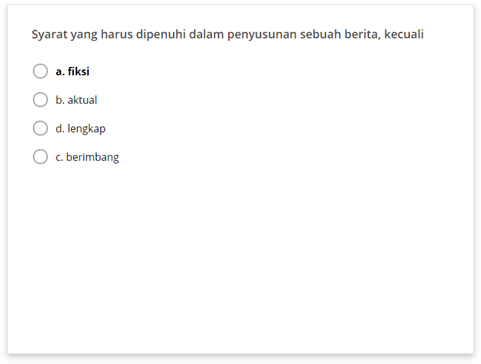 Syarat yang harus dipenuhi dalam penyusunan sebuah berita, kecuali
a. fiksi
b. aktual
d. lengkap
c. berimbang